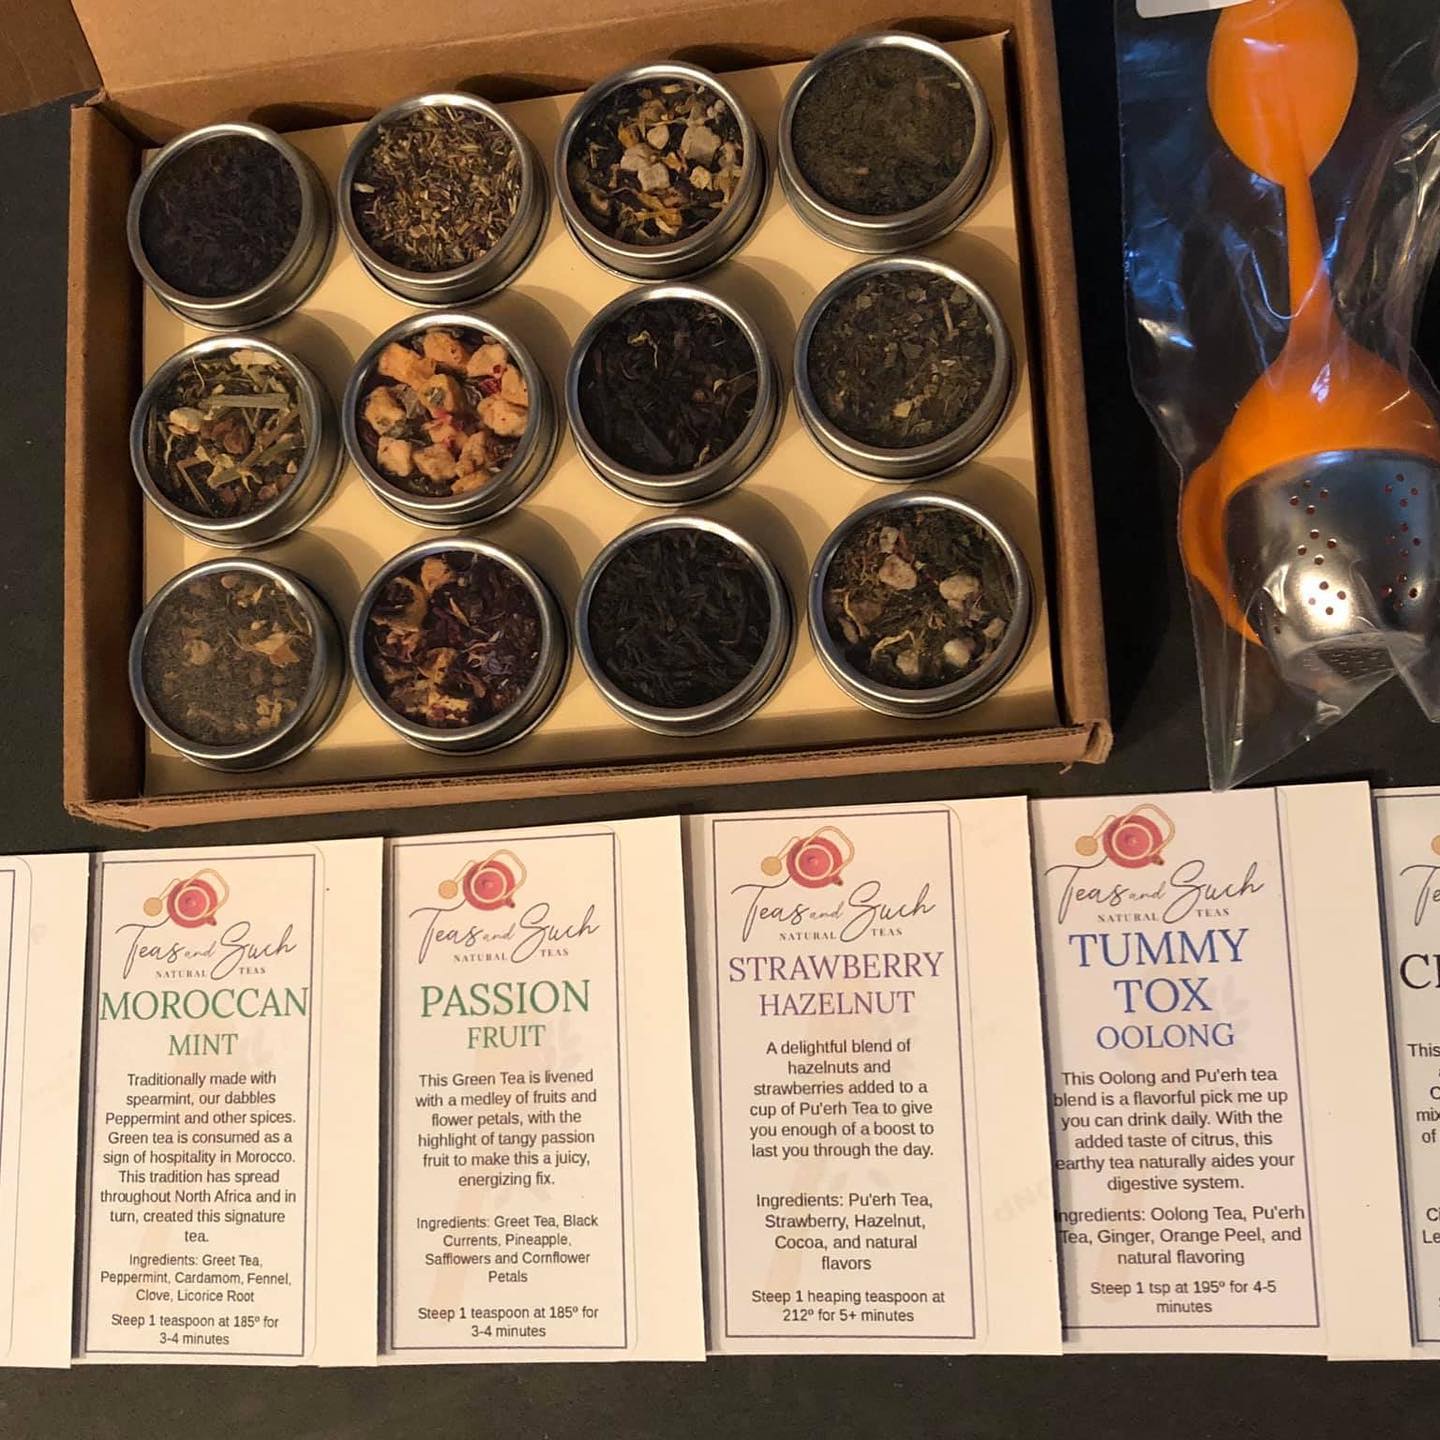 Teas and Such
NATURAL TEAS
MOROCCAN
MINT
Traditionally made with
spearmint, our dabbles
Peppermint and other spices.
Green tea is consumed as a
sign of hospitality in Morocco.
This tradition has spread
throughout North Africa and in
turn, created this signature
tea.
Ingredients: Greet Tea,
Peppermint, Cardamom, Fennel,
Clove, Licorice Root
Steep 1 teaspoon at 185º for
3-4 minutes
Teas and Such
NATURAL TEAS
PASSION
FRUIT
This Green Tea is livened
with a medley of fruits and
flower petals, with the
highlight of tangy passion
fruit to make this a juicy,
energizing fix.
Ingredients: Greet Tea, Black
Currents, Pineapple,
Safflowers and Cornflower
Petals
Steep 1 teaspoon at 185º for
3-4 minutes
Teas and Such
NATURAL TEAS
STRAWBERRY
HAZELNUT
A delightful blend of
hazelnuts and
strawberries added to a
cup of Pu'erh Tea to give
you enough of a boost to
last you through the day.
Ingredients: Pu'erh Tea,
Strawberry, Hazelnut,
Cocoa, and natural
flavors
Steep 1 heaping teaspoon at
212º for 5+ minutes
Teas and Such
NATURAL TEAS
TUMMY
TOX
OOLONG
This Oolong and Pu'erh tea
blend is a flavorful pick me up
you can drink daily. With the
added taste of citrus, this
earthy tea naturally aides your
digestive system.
Ingredients: Oolong Tea, Pu'erh
Tea, Ginger, Orange Peel, and
natural flavoring
Steep 1 tsp at 195º for 4-5
minutes
This
of